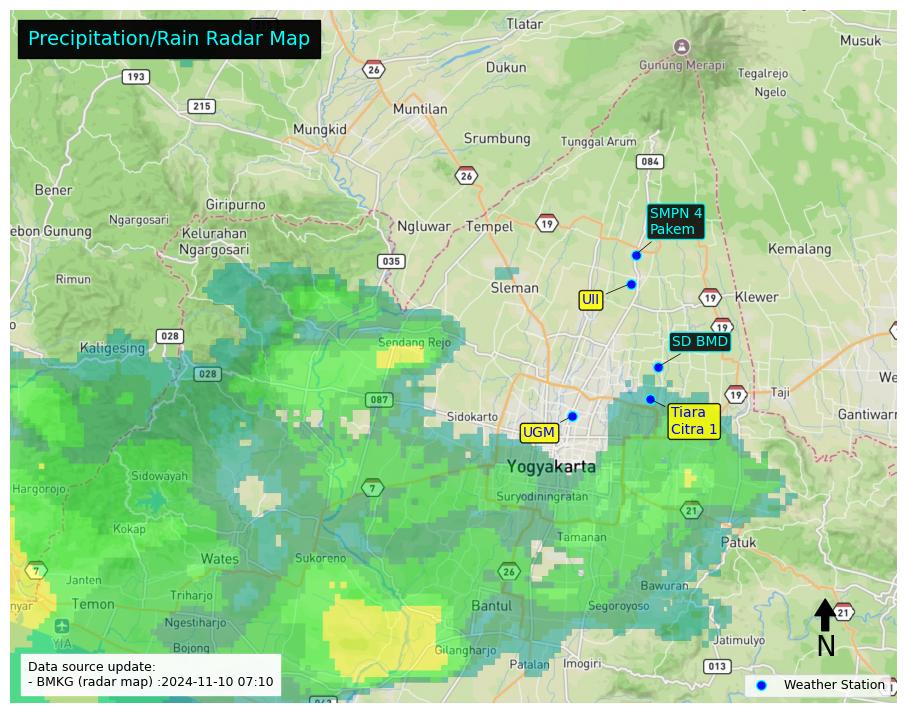 Precipitation/Rain Radar Map
Tlatar
Musuk
Gunung Merapi
26
193
Dukun
Tegalrejo
Ngelo
215
Muntilan
Mungkid
Srumbung
Tunggal Arum
084
26
Bener
Giripurno
Ngargosari
SMPN 4
Pakem
ebon Gunung
Kelurahan
Ngargosari
Ngluwar
Tempel
19
Kemalang
035
Rimun
Sleman
UII
19
Klewer
028
19
Kaligesing
Sendang Rejo
SD BMD
028
087
19
Taji
We
Sidokarto
Tiara
Citra 1
Gantiwarn
UGM
Yogyakarta
Sidowayah
Hargorojo
7
Suryodiningratan
21
Kokap
Tamanan
Patuk
Wates
Sukoreno
7
Janten
26
Bawuran
nyar
Temon
Triharjo
Bantul
Segoroyoso
21
YIA
Ngestiharjo
Jatimulyo
N
Bojong
Gilangharjo
Patalan
Imogiri
013
Data source update:
- BMKG (radar map) :2024-11-10 07:10
Weather Station